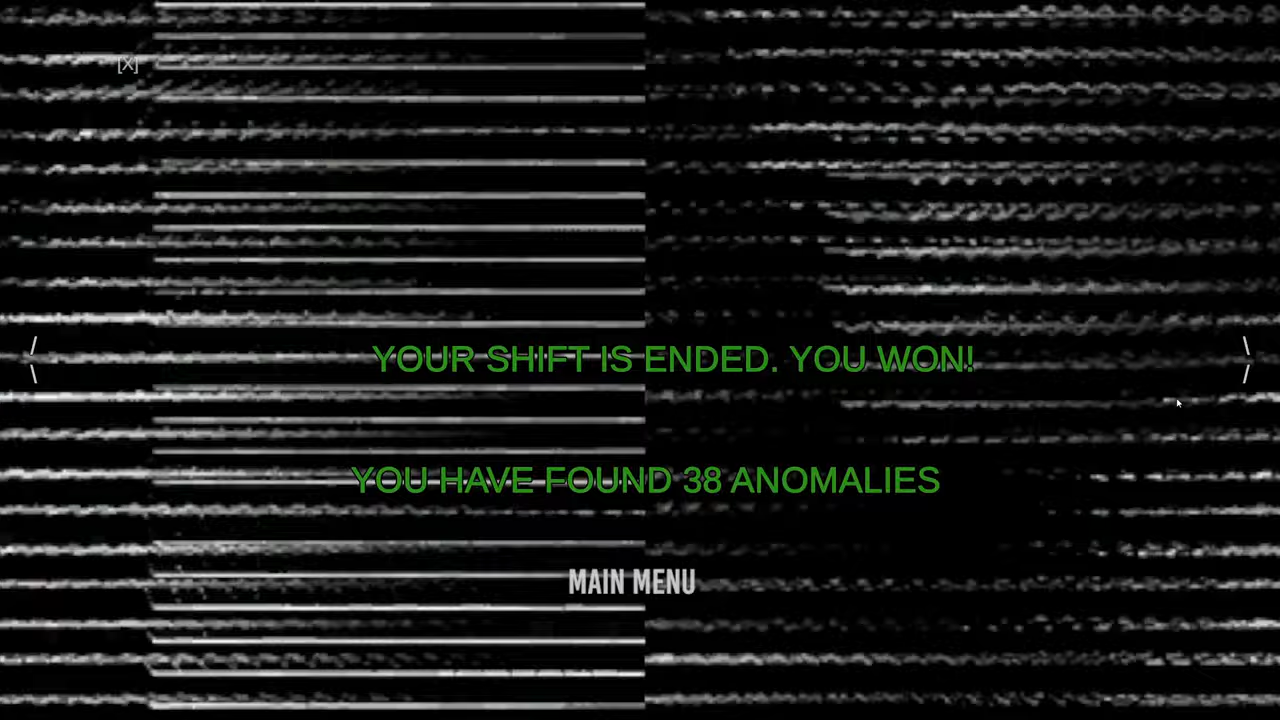 [X]
YOUR SHIFT IS ENDED. YOU WON!
YOU HAVE FOUND 38 ANOMALIES
MAIN MENU